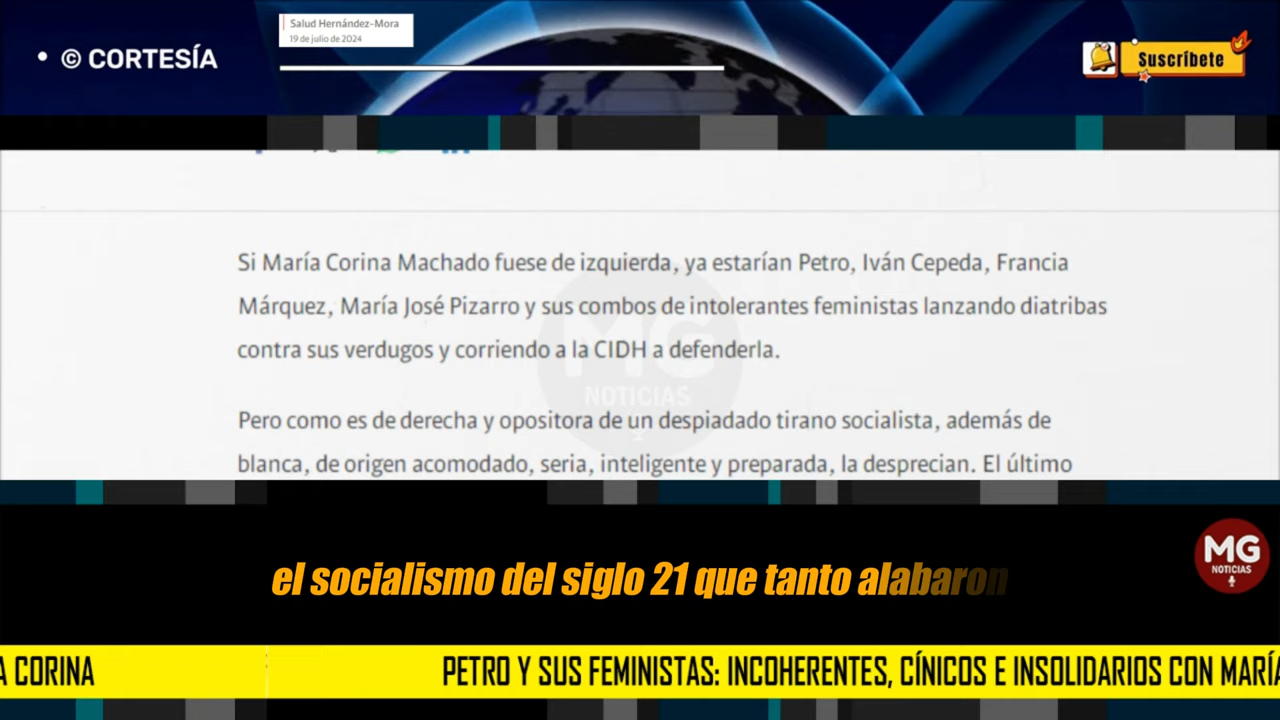 Salud Hernández-Mora
19 de julio de 2024
• © CORTESÍA
Suscríbete
Si María Corina Machado fuese de izquierda, ya estarían Petro, Iván Cepeda, Francia
Márquez, María José Pizarro y sus combos de intolerantes feministas lanzando diatribas
contra sus verdugos y corriendo a la CIDH a defenderla.
MG
NOTICIAS
Pero como es de derecha y opositora de un despiadado tirano socialista, además de
blanca, de origen acomodado, seria, inteligente y preparada, la desprecian. El último
el socialismo del siglo 21 que tanto alabaron
MG
NOTICIAS
A CORINA
PETRO Y SUS FEMINISTAS: INCOHERENTES, CÍNICOS E INSOLIDARIOS CON MARÍA